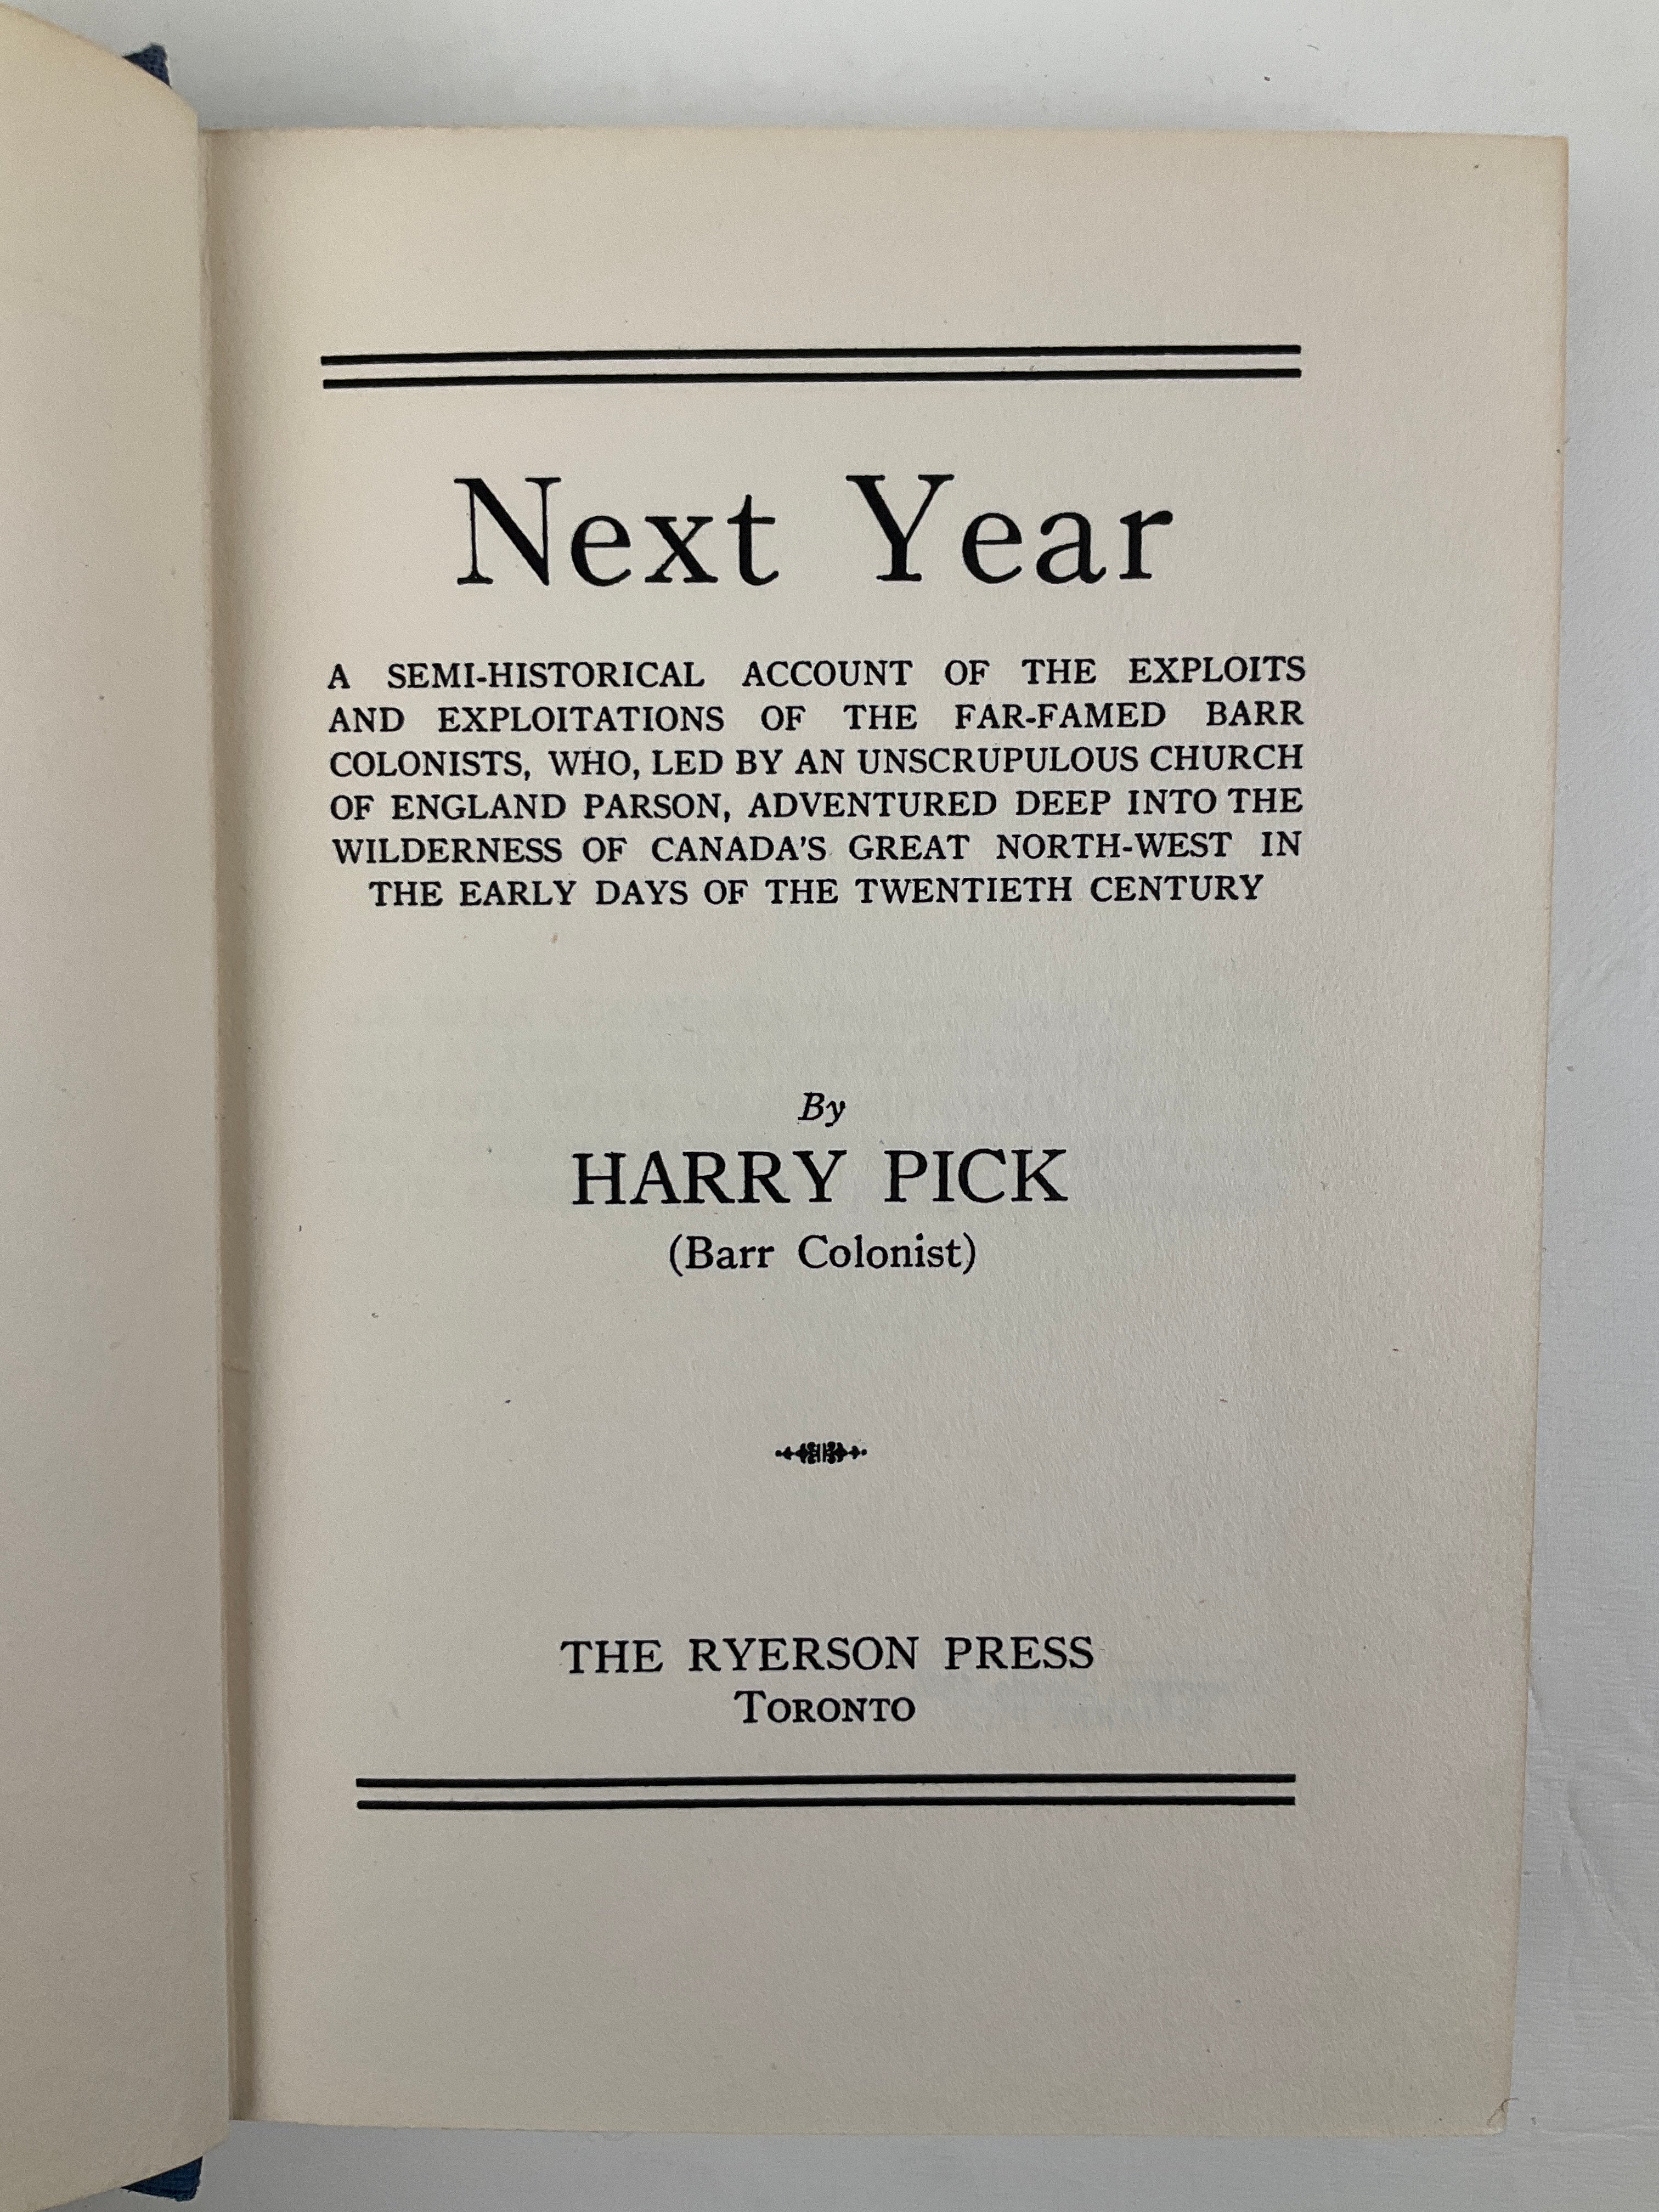 Next Year
A SEMI-HISTORICAL ACCOUNT OF THE EXPLOITS
AND EXPLOITATIONS OF THE FAR-FAMED BARR
COLONISTS, WHO, LED BY AN UNSCRUPULOUS CHURCH
OF ENGLAND PARSON, ADVENTURED DEEP INTO THE
WILDERNESS OF CANADA'S GREAT NORTH-WEST IN
THE EARLY DAYS OF THE TWENTIETH CENTURY
By
HARRY PICK
(Barr Colonist)
THE RYERSON PRESS
TORONTO